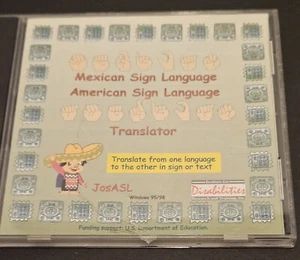 Mexican Sign Language
American Sign Language
Translator
Translate from one language
to the other in sign or text
JosASL
Windows 95/98
Disabilities
Funding support: U.S. Department of Education.